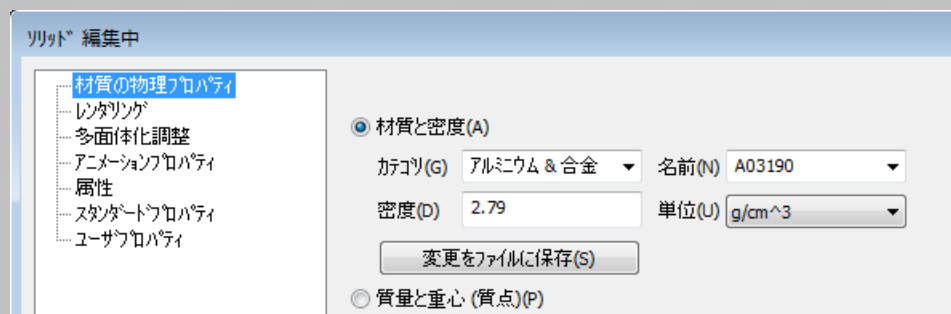 ソリッド 編集中
材質の物理プロパティ
レンダリング
多面体化調整
アニメーションプロパティ
属性
スタンダードプロパティ
ユーザプロパティ
材質と密度(A)
カテゴリ(G) アルミニウム & 合金 名前(N) A03190
密度(D) 2.79 単位(U) g/cm^3
変更をファイルに保存(S)
質量と重心 (質点)(P)